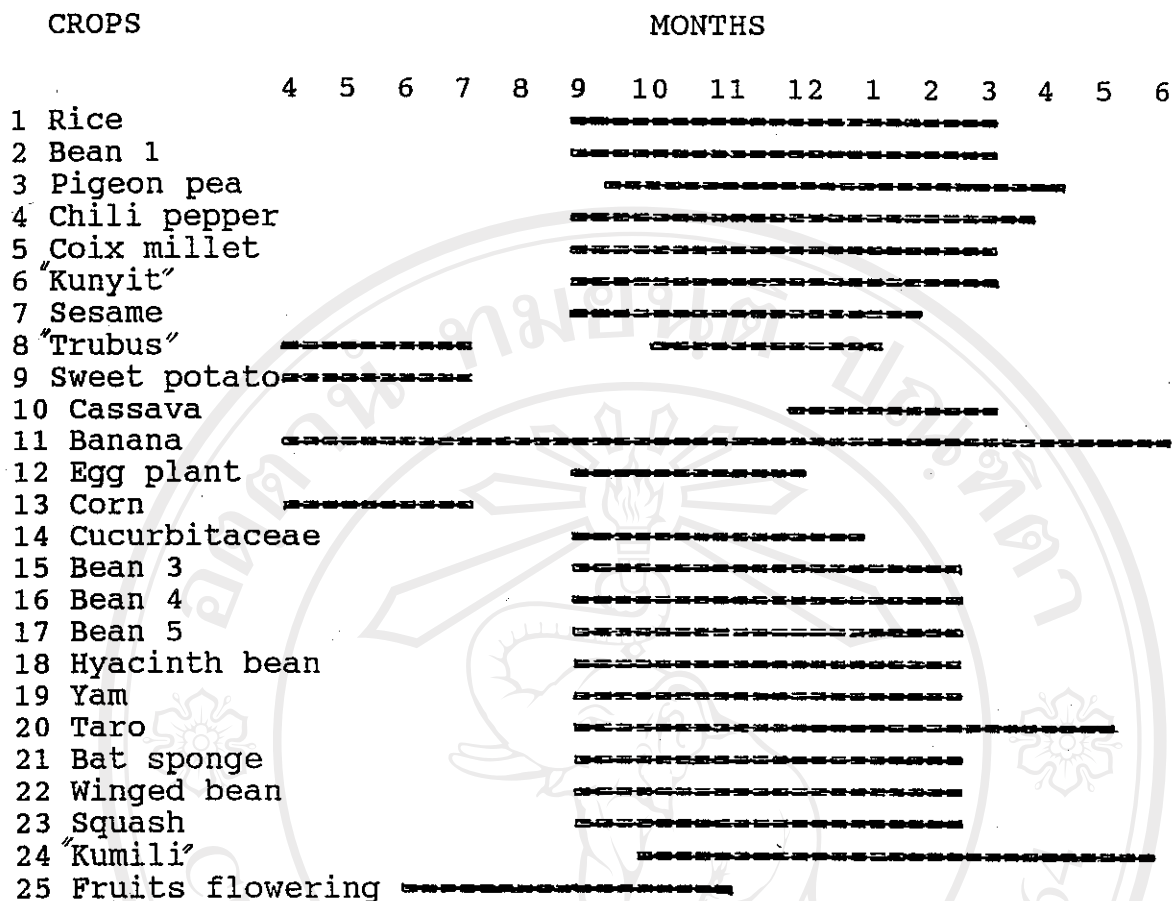 CROPS MONTHS
4 5 6 7 8 9 10 11 12 1 2 3 4 5 6
1 Rice
2 Bean 1
3 Pigeon pea
4 Chili pepper
5 Coix millet
6 "Kunyit"
7 Sesame
8 "Trubus"
9 Sweet potato
10 Cassava
11 Banana
12 Egg plant
13 Corn
14 Cucurbitaceae
15 Bean 3
16 Bean 4
17 Bean 5
18 Hyacinth bean
19 Yam
20 Taro
21 Bat sponge
22 Winged bean
23 Squash
24 "Kumili"
25 Fruits flowering